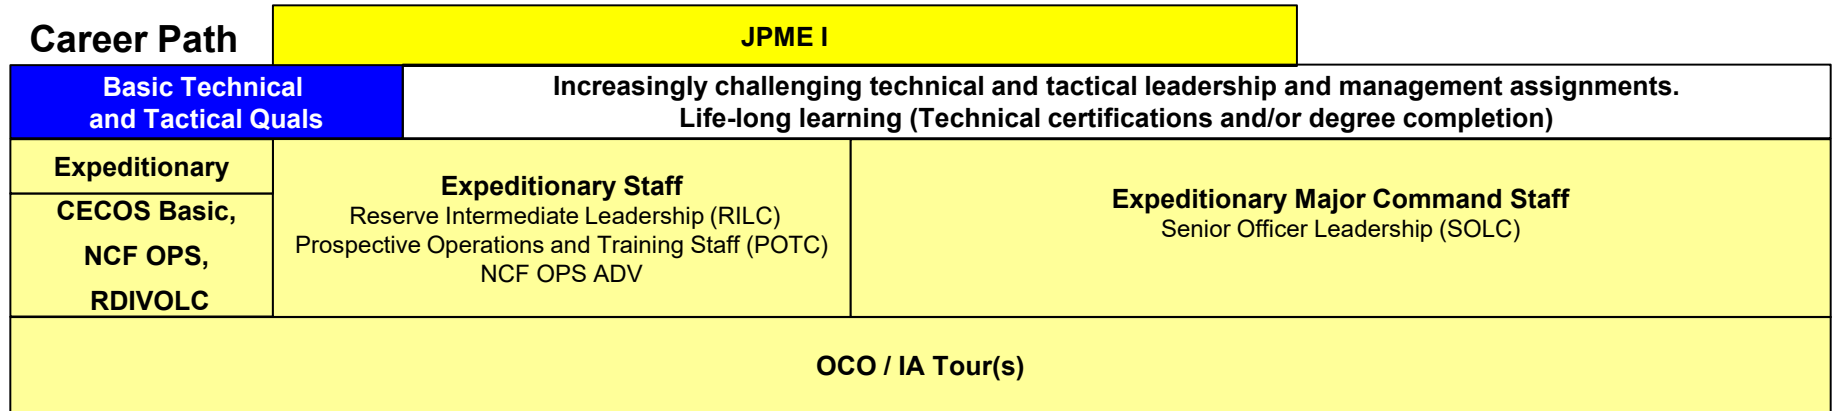 Career Path
JPME I
Basic Technical
and Tactical Quals
Increasingly challenging technical and tactical leadership and management assignments.
Life-long learning (Technical certifications and/or degree completion)
Expeditionary
CECOS Basic,
NCF OPS,
RDIVOLC
Expeditionary Staff
Reserve Intermediate Leadership (RILC)
Prospective Operations and Training Staff (POTC)
NCF OPS ADV
Expeditionary Major Command Staff
Senior Officer Leadership (SOLC)
OCO / IA Tour(s)